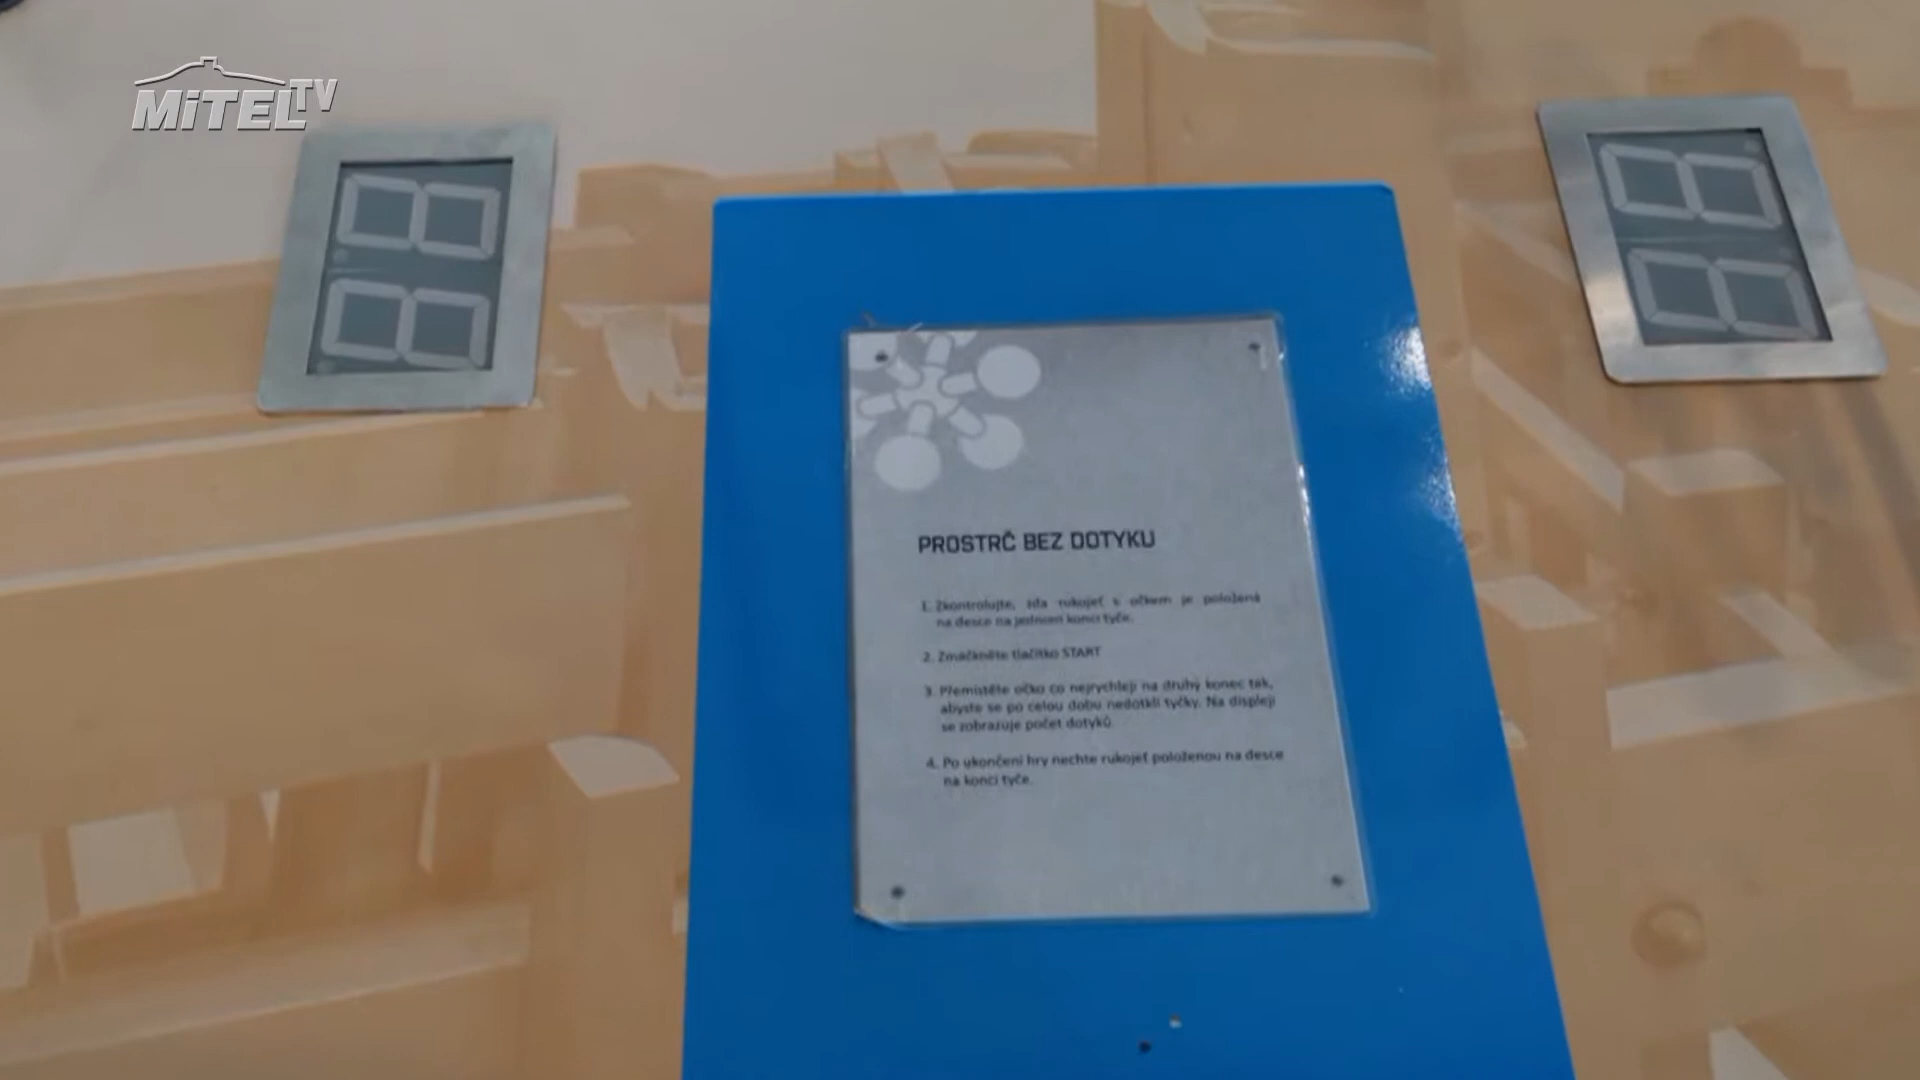 MiTEL TV
PROSTRČ BEZ DOTYKU
1. Zkontrolujte, zda rukojeť s očkem je položená
na desce na jednom konci tyče.
2. Zmáčkněte tlačítko START
3. Přemistěte očko co nejrychleji na druhý konec tak,
abyste se po celou dobu nedotkli tyčky. Na displeji
se zobrazuje počet dotyků.
4. Po ukončení hry nechte rukojeť položenou na desce
na konci tyče.